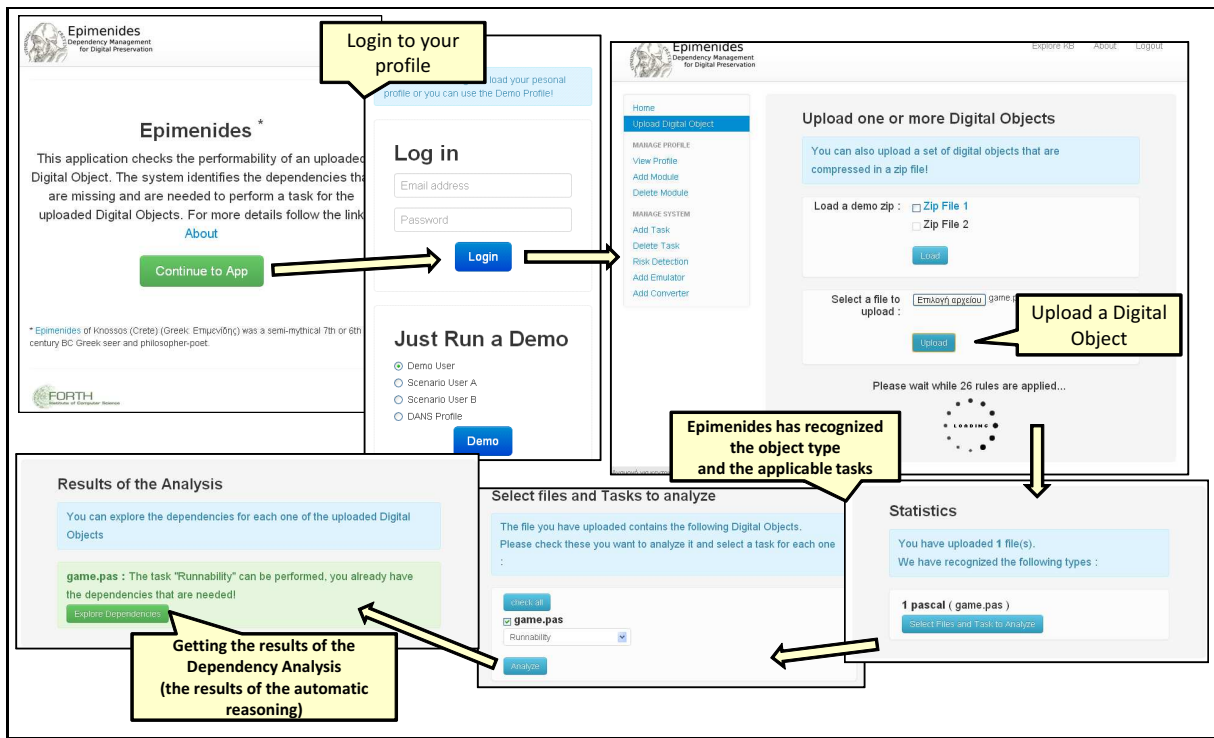 Epimenides
Dependency Management
for Digital Preservation
Epimenides *
This application checks the performability of an uploaded
Digital Object. The system identifies the dependencies tha
are missing and are needed to perform a task for the
uploaded Digital Objects. For more details follow the link
About
Continue to App
* Epimenides of Knossos (Crete) (Greek: Επιμενίδης) was a semi-mythical 7th or 6th
century BC Greek seer and philosopher-poet.
FORTH
Institute of Computer Science
Login to your
profile
load your pesonal
profile or you can use the Demo Profile!
Log in
Email address
Password
Login
Just Run a Demo
Demo User
Scenario User A
Scenario User B
DANS Profile
Demo
Epimenides
Dependency Management
for Digital Preservation
Explore KB About Logout
Home
Upload Digital Object
MANAGE PROFILE
View Profile
Add Module
Delete Module
MANAGE SYSTEM
Add Task
Delete Task
Risk Detection
Add Emulator
Add Converter
Upload one or more Digital Objects
You can also upload a set of digital objects that are
compressed in a zip file!
Load a demo zip : Zip File 1
Zip File 2
Load
Select a file to
upload :
Επιλογή αρχείου game.p
Upload
Upload a Digital
Object
Please wait while 26 rules are applied...
LOADING
Epimenides has recognized
the object type
and the applicable tasks
Statistics
You have uploaded 1 file(s).
We have recognized the following types :
1 pascal ( game.pas )
Select Files and Task to Analyze
Select files and Tasks to analyze
The file you have uploaded contains the following Digital Objects.
Please check these you want to analyze it and select a task for each one
:
check all
game.pas
Runnability
Analyze
Results of the Analysis
You can explore the dependencies for each one of the uploaded Digital
Objects
game.pas : The task "Runnability" can be performed, you already have
the dependencies that are needed!
Explore Dependencies
Getting the results of the
Dependency Analysis
(the results of the automatic
reasoning)